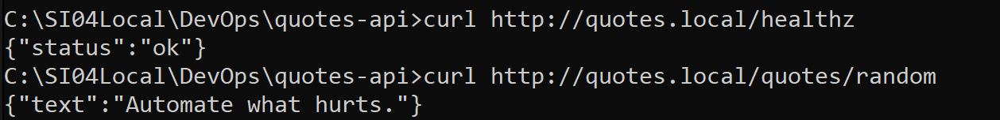 C:\SI04Local\DevOps\quotes-api>curl http://quotes.local/healthz
{"status":"ok"}
C:\SI04Local\DevOps\quotes-api>curl http://quotes.local/quotes/random
{"text":"Automate what hurts."}